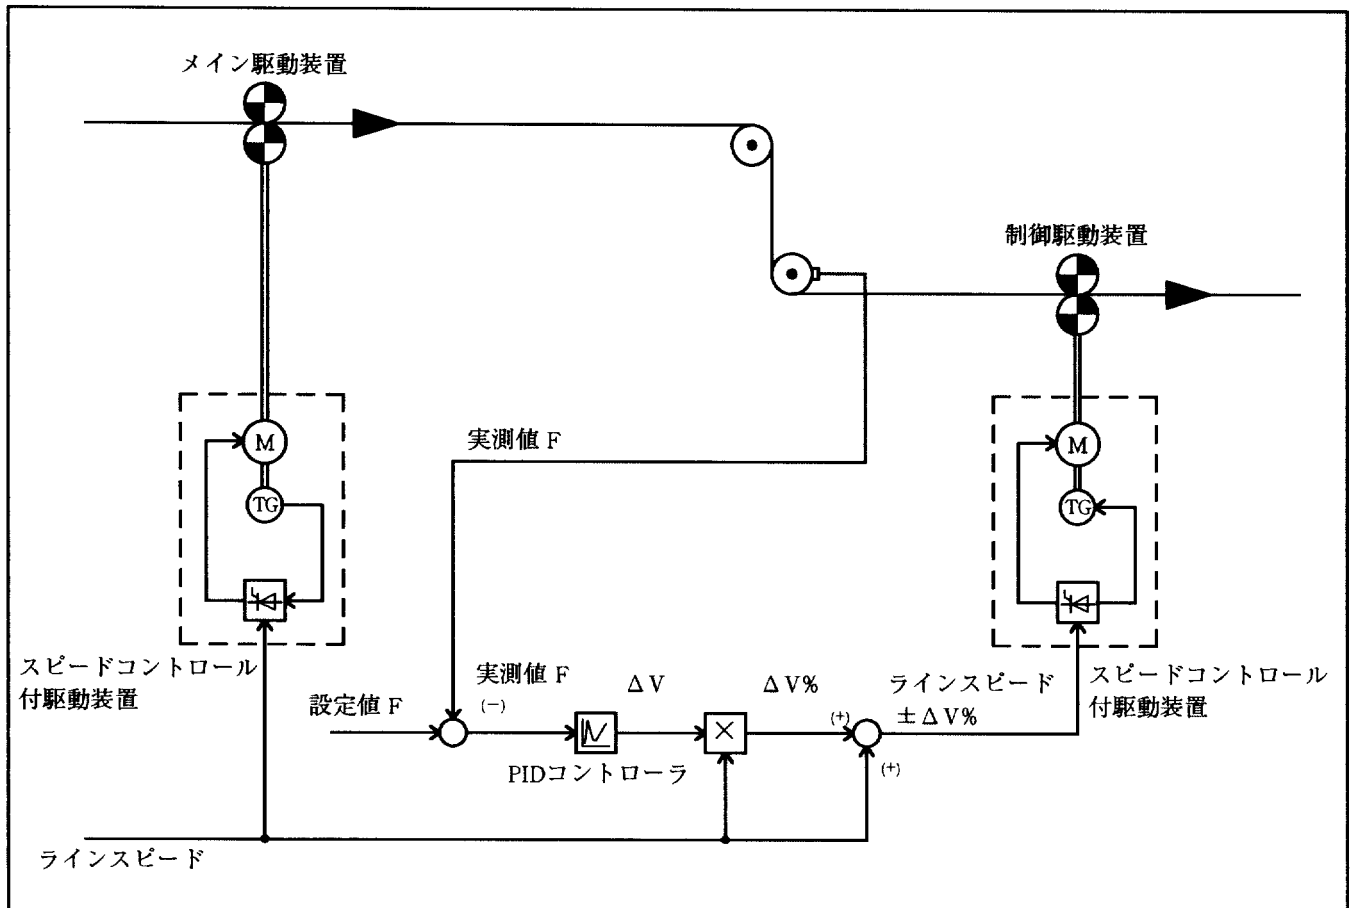 メイン駆動装置
制御駆動装置
M
TG
実測値 F
M
TG
スピードコントロール
付駆動装置
設定値 F
実測値 F
(−)
ΔV
ΔV%
PIDコントローラ
(+)
(+)
ラインスピード
±ΔV%
スピードコントロール
付駆動装置
ラインスピード